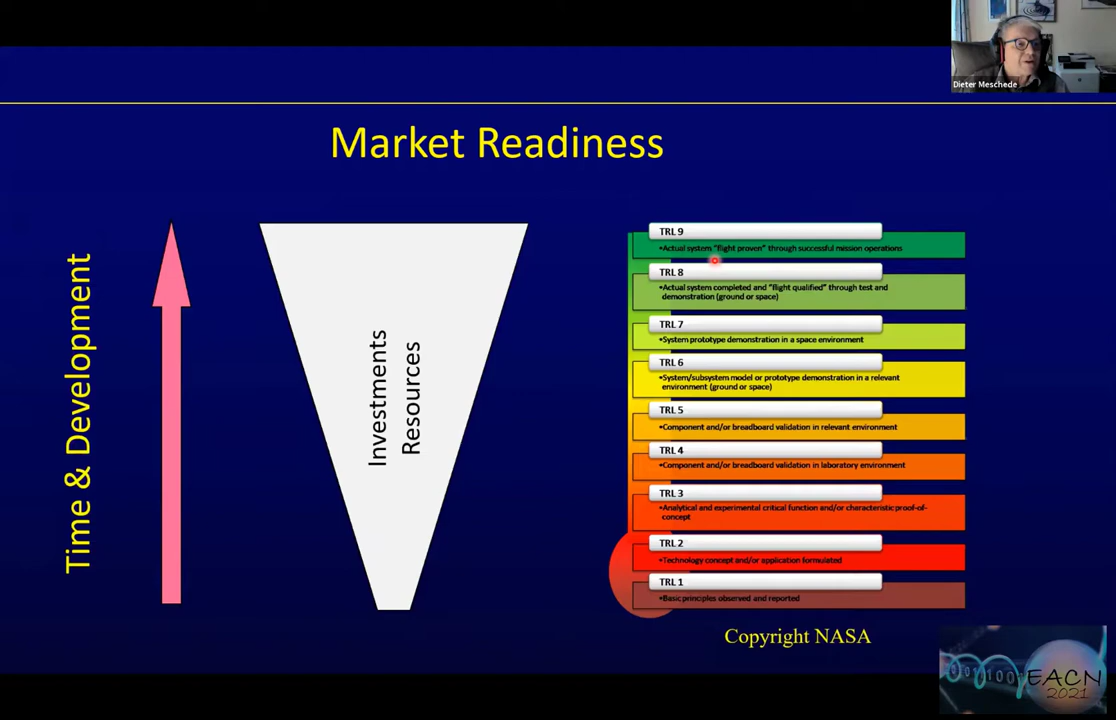 Dieter Meschede
Market Readiness
Time & Development
Investments
Resources
TRL 9
•Actual system "flight proven" through successful mission operations
TRL 8
•Actual system completed and "flight qualified" through test and
demonstration (ground or space)
TRL 7
•System prototype demonstration in a space environment
TRL 6
•System/subsystem model or prototype demonstration in a relevant
environment (ground or space)
TRL 5
•Component and/or breadboard validation in relevant environment
TRL 4
•Component and/or breadboard validation in laboratory environment
TRL 3
•Analytical and experimental critical function and/or characteristic proof-of-
concept
TRL 2
•Technology concept and/or application formulated
TRL 1
•Basic principles observed and reported
Copyright NASA
EACN
2021